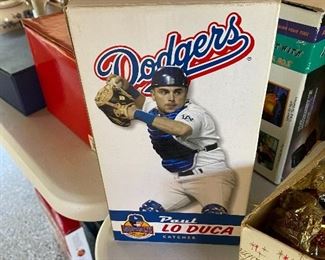 Dodgers
Paul
LO DUCA
CATCHER